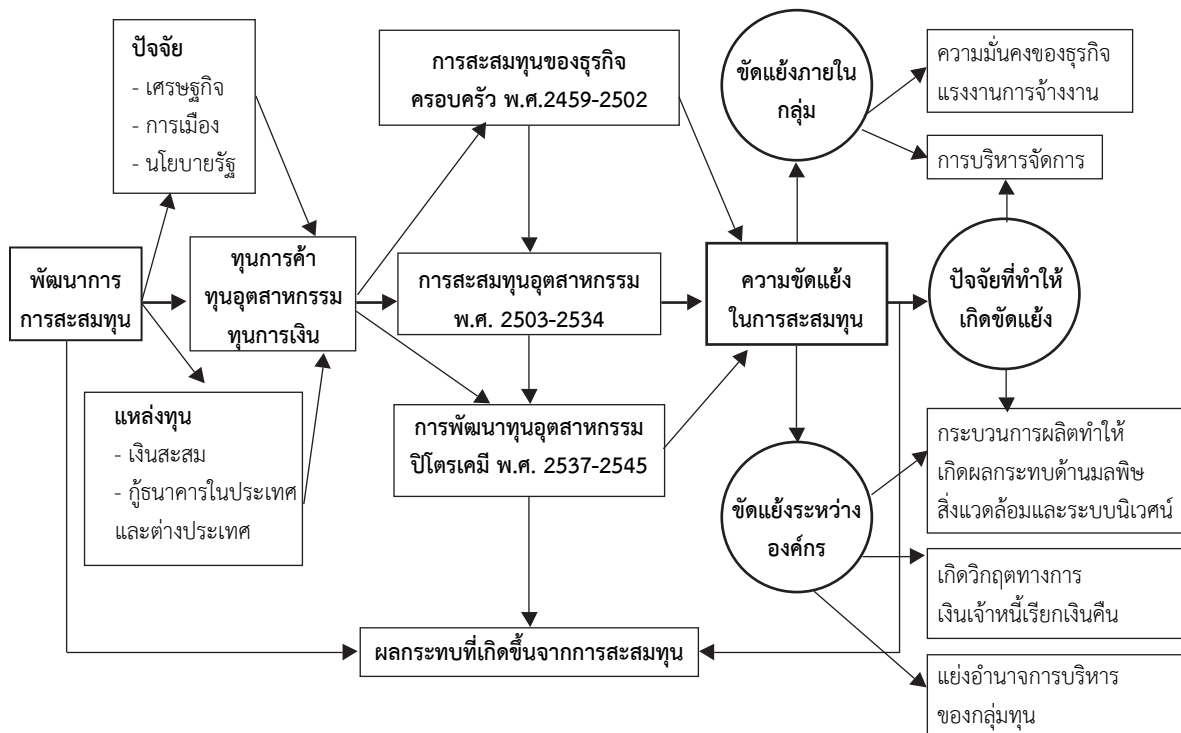 ปัจจัย
- เศรษฐกิจ
- การเมือง
- นโยบายรัฐ
การสะสมทุนของธุรกิจ
ครอบครัว พ.ศ.2459-2502
ขัดแย้งภายใน
กลุ่ม
ความมั่นคงของธุรกิจ
แรงงานการจ้างงาน
การบริหารจัดการ
พัฒนาการ
การสะสมทุน
ทุนการค้า
ทุนอุตสาหกรรม
ทุนการเงิน
การสะสมทุนอุตสาหกรรม
พ.ศ. 2503-2534
ความขัดแย้ง
ในการสะสมทุน
ปัจจัยที่ทำให้
เกิดขัดแย้ง
แหล่งทุน
- เงินสะสม
- กู้ธนาคารในประเทศ
และต่างประเทศ
การพัฒนาทุนอุตสาหกรรม
ปิโตรเคมี พ.ศ. 2537-2545
ขัดแย้งระหว่าง
องค์กร
กระบวนการผลิตทำให้
เกิดผลกระทบด้านมลพิษ
สิ่งแวดล้อมและระบบนิเวศน์
เกิดวิกฤตทางการ
เงินเจ้าหนี้เรียกเงินคืน
ผลกระทบที่เกิดขึ้นจากการสะสมทุน
แย่งอำนาจการบริหาร
ของกลุ่มทุน